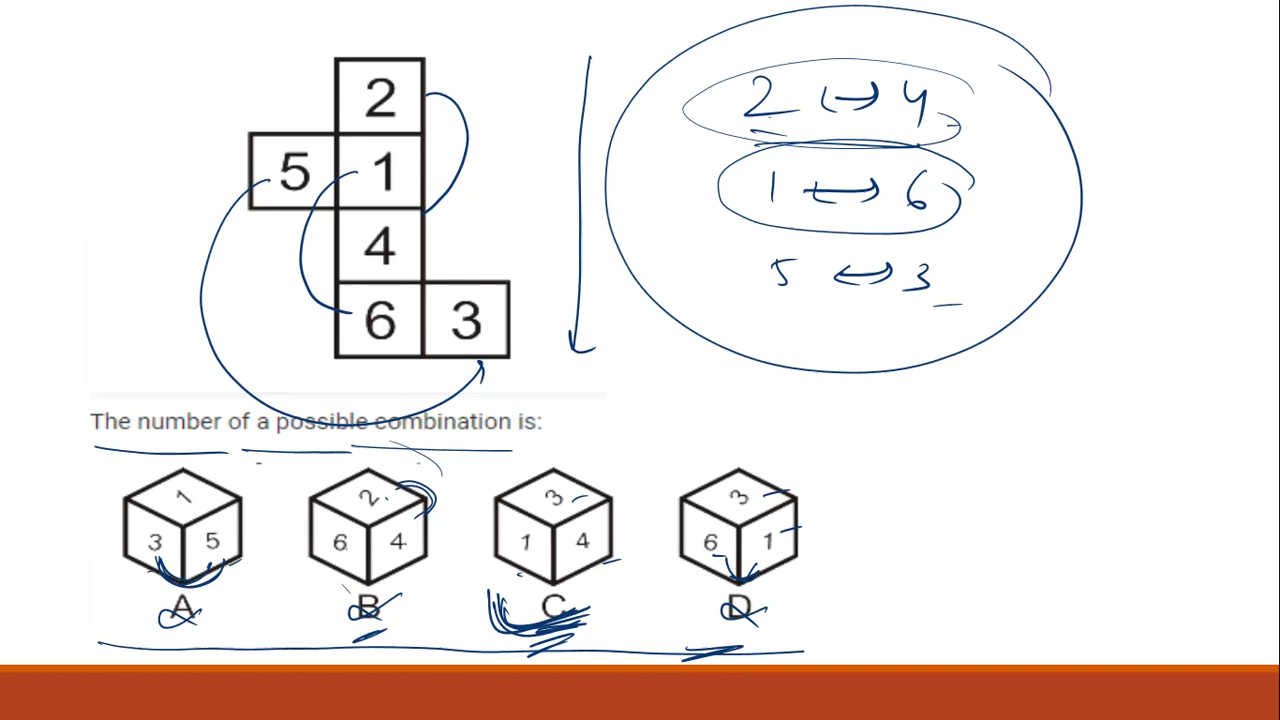 2
5 1
4
6 3
2 ↔ 4
1 ↔ 6
5 ↔ 3
The number of a possible combination is:
1 2 3 3
3 5 6 4 1 4 6 1
A B C D